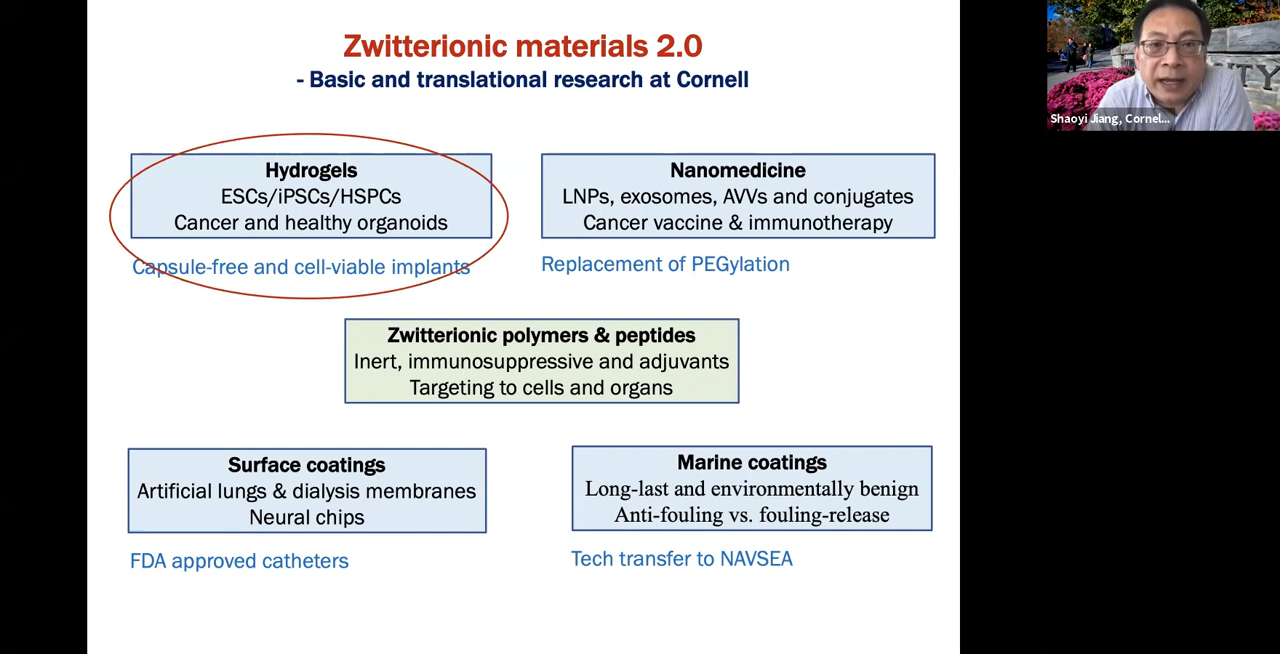 Zwitterionic materials 2.0
- Basic and translational research at Cornell
Hydrogels
ESCs/iPSCs/HSPCs
Cancer and healthy organoids
Capsule-free and cell-viable implants
Nanomedicine
LNPs, exosomes, AVVs and conjugates
Cancer vaccine & immunotherapy
Replacement of PEGylation
Zwitterionic polymers & peptides
Inert, immunosuppressive and adjuvants
Targeting to cells and organs
Surface coatings
Artificial lungs & dialysis membranes
Neural chips
FDA approved catheters
Marine coatings
Long-last and environmentally benign
Anti-fouling vs. fouling-release
Tech transfer to NAVSEA
Shaoyi Jiang, Cornel...